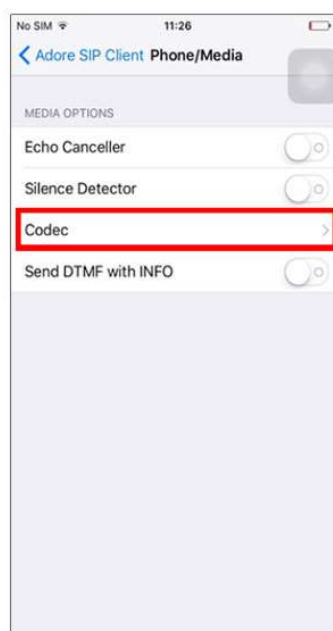 No SIM 11:26
Adore SIP Client Phone/Media
MEDIA OPTIONS
Echo Canceller
Silence Detector
Codec
Send DTMF with INFO